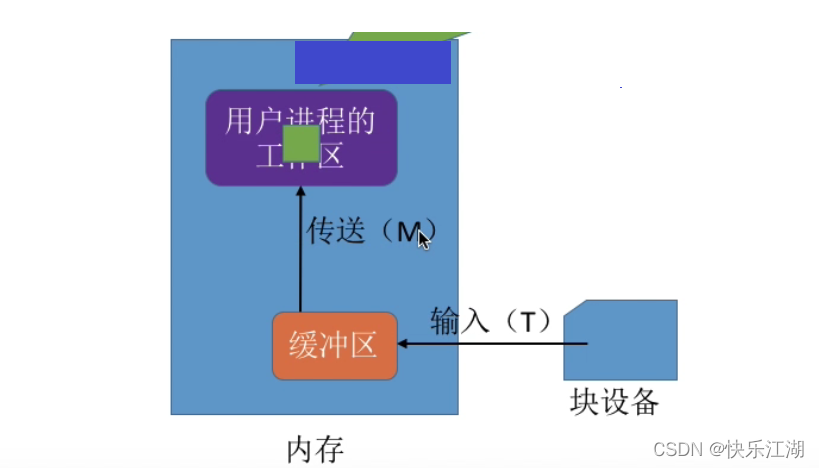 用户进程的
工作区
传送（M）
输入（T）
缓冲区
块设备
内存
CSDN @快乐江湖